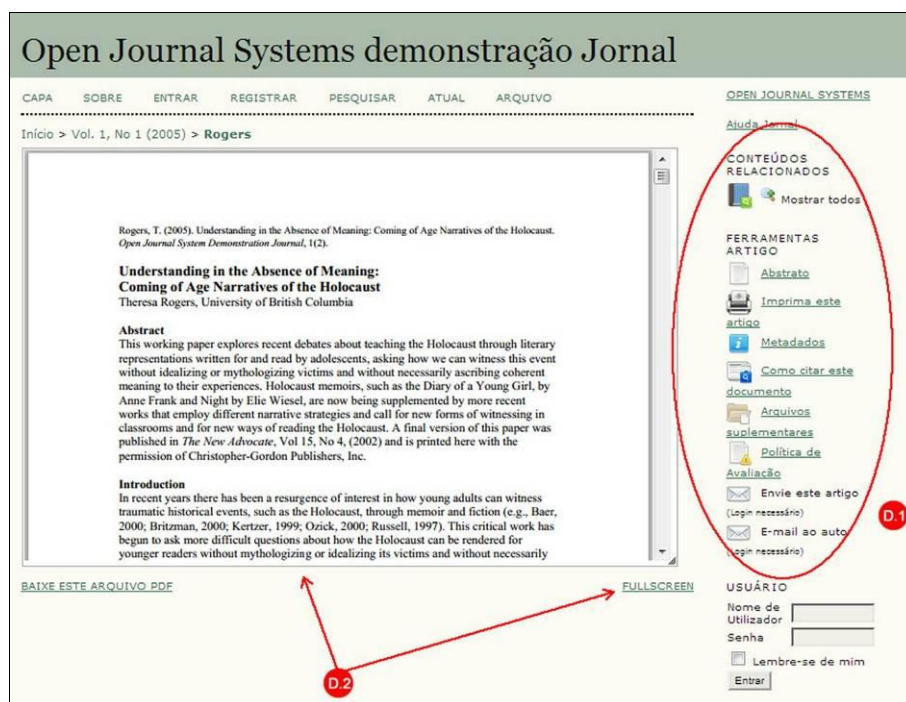 Open Journal Systems demonstração Jornal
CAPA SOBRE ENTRAR REGISTRAR PESQUISAR ATUAL ARQUIVO
Início > Vol. 1, No 1 (2005) > Rogers
Rogers, T. (2005). Understanding in the Absence of Meaning: Coming of Age Narratives of the Holocaust.
Open Journal System Demonstration Journal, 1(2).
Understanding in the Absence of Meaning:
Coming of Age Narratives of the Holocaust
Theresa Rogers, University of British Columbia
Abstract
This working paper explores recent debates about teaching the Holocaust through literary
representations written for and read by adolescents, asking how we can witness this event
without idealizing or mythologizing victims and without necessarily ascribing coherent
meaning to their experiences. Holocaust memoirs, such as the Diary of a Young Girl, by
Anne Frank and Night by Elie Wiesel, are now being supplemented by more recent
works that employ different narrative strategies and call for new forms of witnessing in
classrooms and for new ways of reading the Holocaust. A final version of this paper was
published in The New Advocate, Vol 15, No 4, (2002) and is printed here with the
permission of Christopher-Gordon Publishers, Inc.
Introduction
In recent years there has been a resurgence of interest in how young adults can witness
traumatic historical events, such as the Holocaust, through memoir and fiction (e.g., Baer,
2000; Britzman, 2000; Kertzer, 1999; Ozick, 2000; Russell, 1997). This critical work has
begun to ask more difficult questions about how the Holocaust can be rendered for
younger readers without mythologizing or idealizing its victims and without necessarily
BAIXE ESTE ARQUIVO PDF
FULLSCREEN
D.2
OPEN JOURNAL SYSTEMS
Ajuda Jornal
CONTEÚDOS
RELACIONADOS
Mostrar todos
FERRAMENTAS
ARTIGO
Abstrato
Imprima este
artigo
Metadados
Como citar este
documento
Arquivos
suplementares
Política de
Avaliação
Envie este artigo
(Login necessário)
E-mail ao auto
(Login necessário)
D.1
USUÁRIO
Nome de
Utilizador
Senha
Lembre-se de mim
Entrar